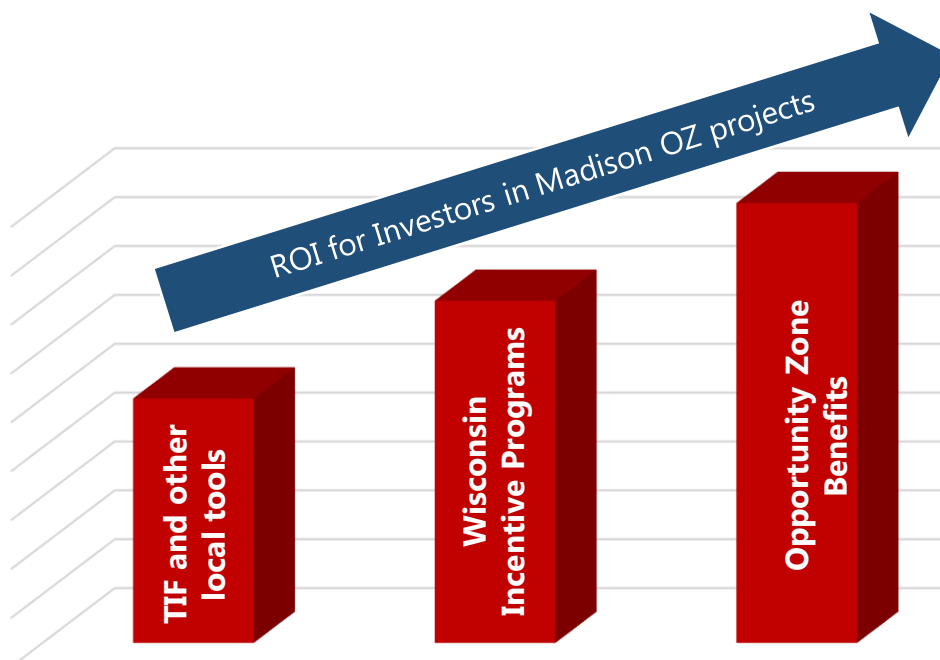 ROI for Investors in Madison OZ projects
TIF and other
local tools
Wisconsin
Incentive Programs
Opportunity Zone
Benefits